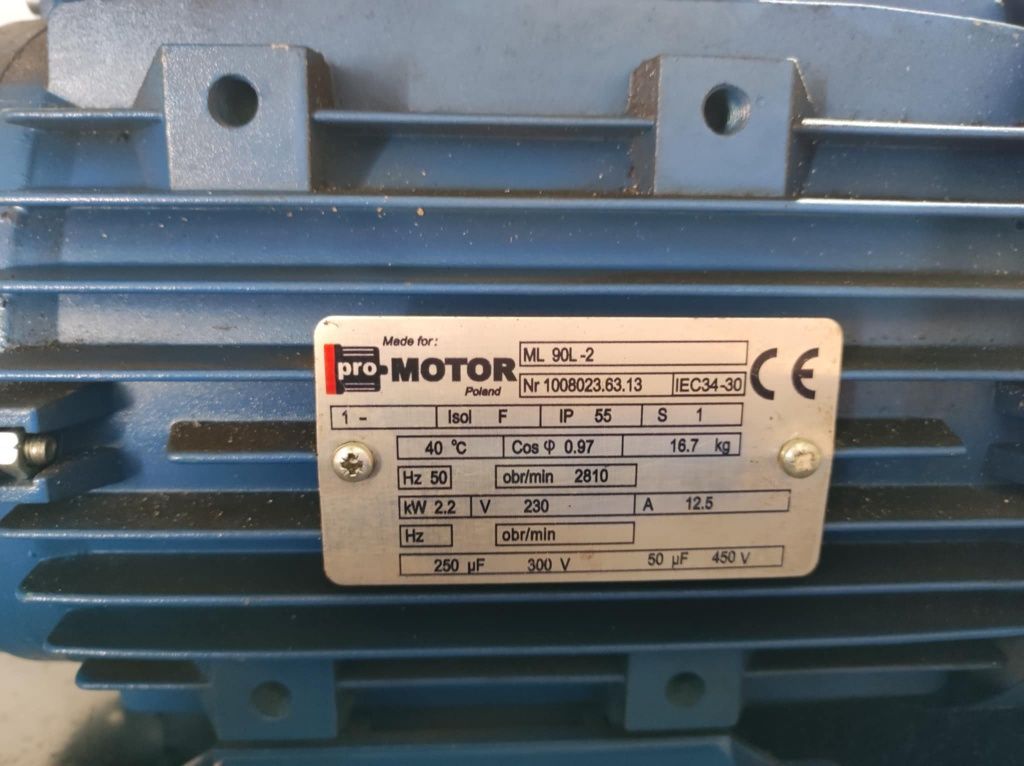 Made for:
pro-MOTOR
Poland
ML 90L-2
Nr 1008023.63.13 IEC34-30
CE
1 ~ Isol F IP 55 S 1
40 °C Cos φ 0.97 16.7 kg
Hz 50 obr/min 2810
kW 2.2 V 230 A 12.5
Hz obr/min
250 µF 300 V 50 µF 450 V